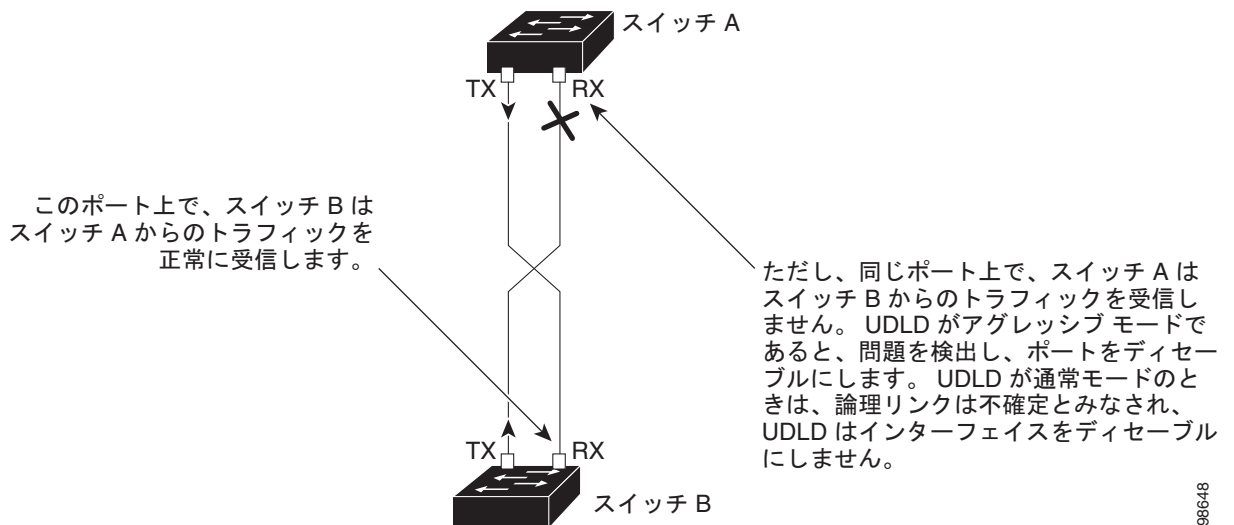 スイッチ A
TX
RX
このポート上で、スイッチ B は
スイッチ A からのトラフィックを
正常に受信します。
ただし、同じポート上で、スイッチ A は
スイッチ B からのトラフィックを受信し
ません。 UDLD がアグレッシブ モードで
あると、問題を検出し、ポートをディセー
ブルにします。 UDLD が通常モードのと
きは、論理リンクは不確定とみなされ、
UDLD はインターフェイスをディセーブル
にしません。
TX
RX
スイッチ B
98648